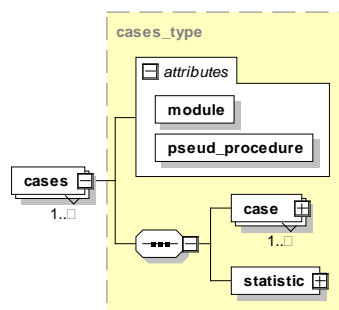 cases_type
attributes
module
pseud_procedure
cases
1..□
case
1..□
statistic